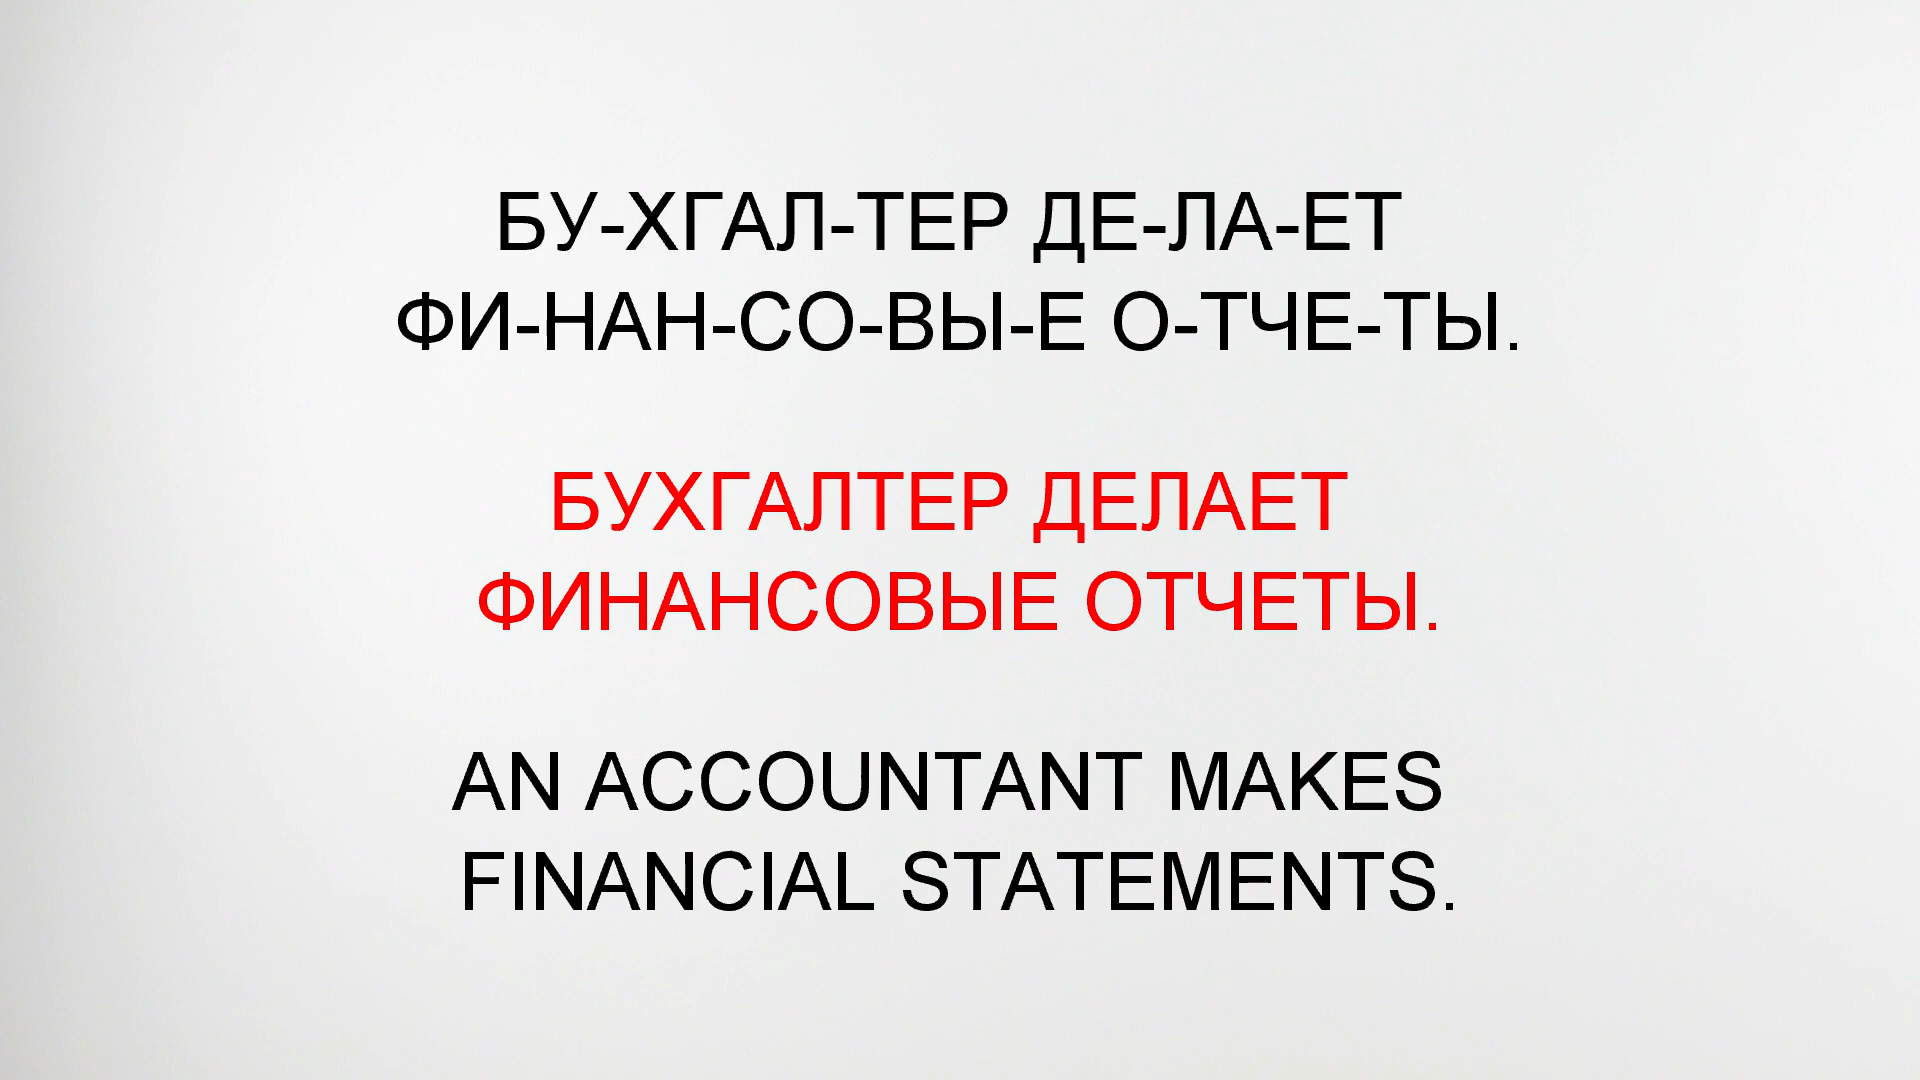 БУ-ХГАЛ-ТЕР ДЕ-ЛА-ЕТ
ФИ-НАН-СО-ВЫ-Е О-ТЧЕ-ТЫ.
БУХГАЛТЕР ДЕЛАЕТ
ФИНАНСОВЫЕ ОТЧЕТЫ.
AN ACCOUNTANT MAKES
FINANCIAL STATEMENTS.